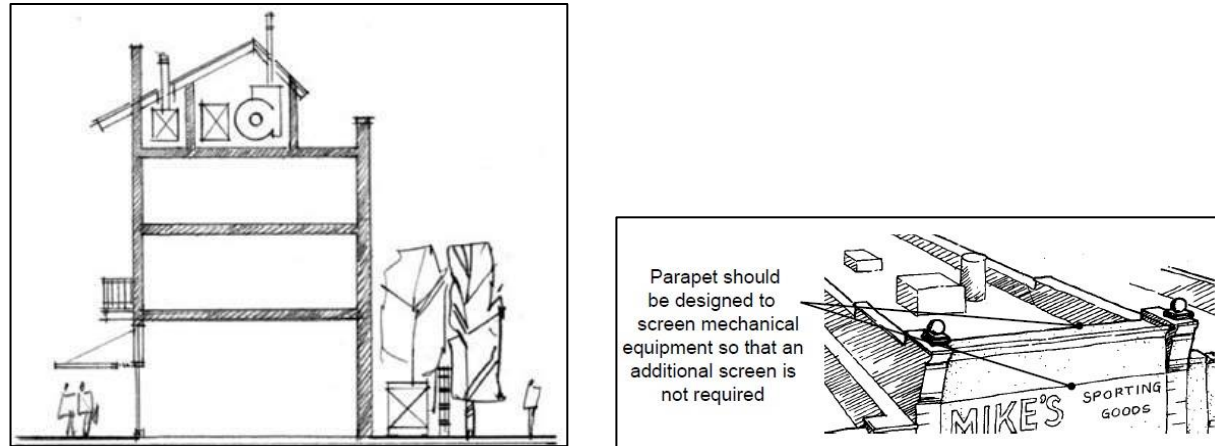 Parapet should
be designed to
screen mechanical
equipment so that an
additional screen is
not required
MIKE'S SPORTING
GOODS